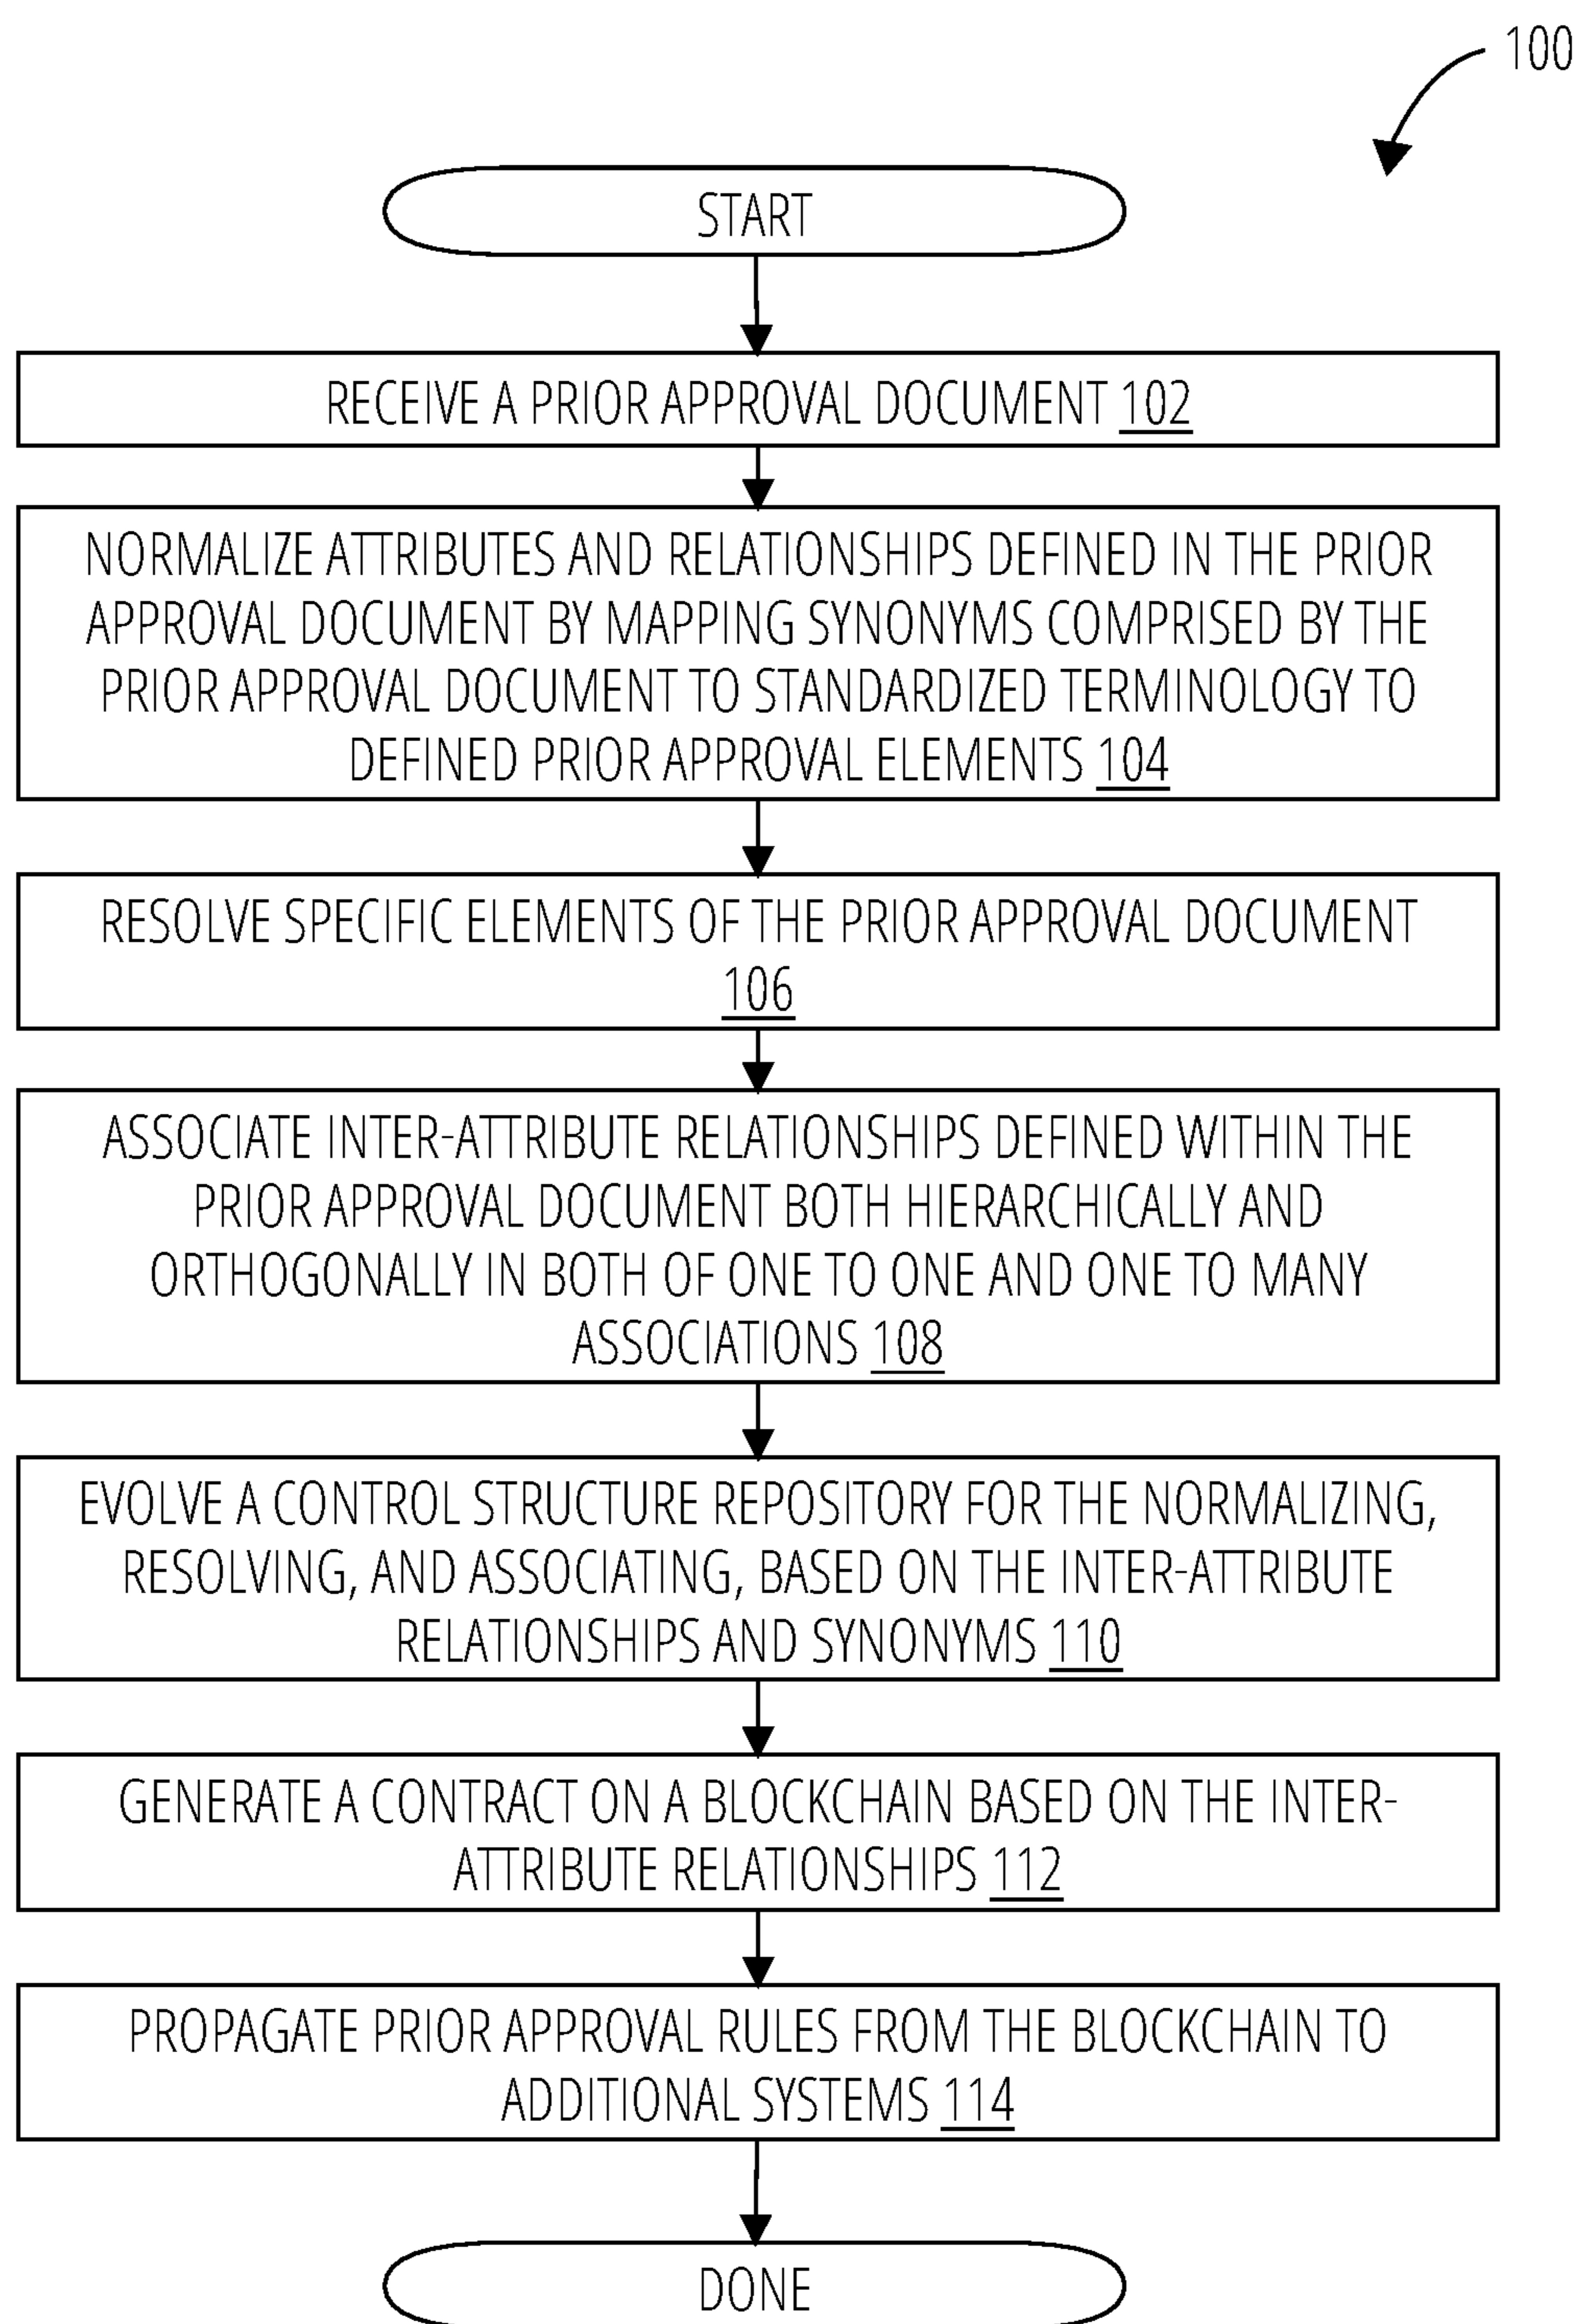 100
START
RECEIVE A PRIOR APPROVAL DOCUMENT 102
NORMALIZE ATTRIBUTES AND RELATIONSHIPS DEFINED IN THE PRIOR
APPROVAL DOCUMENT BY MAPPING SYNONYMS COMPRISED BY THE
PRIOR APPROVAL DOCUMENT TO STANDARDIZED TERMINOLOGY TO
DEFINED PRIOR APPROVAL ELEMENTS 104
RESOLVE SPECIFIC ELEMENTS OF THE PRIOR APPROVAL DOCUMENT
106
ASSOCIATE INTER-ATTRIBUTE RELATIONSHIPS DEFINED WITHIN THE
PRIOR APPROVAL DOCUMENT BOTH HIERARCHICALLY AND
ORTHOGONALLY IN BOTH OF ONE TO ONE AND ONE TO MANY
ASSOCIATIONS 108
EVOLVE A CONTROL STRUCTURE REPOSITORY FOR THE NORMALIZING,
RESOLVING, AND ASSOCIATING, BASED ON THE INTER-ATTRIBUTE
RELATIONSHIPS AND SYNONYMS 110
GENERATE A CONTRACT ON A BLOCKCHAIN BASED ON THE INTER-
ATTRIBUTE RELATIONSHIPS 112
PROPAGATE PRIOR APPROVAL RULES FROM THE BLOCKCHAIN TO
ADDITIONAL SYSTEMS 114
DONE